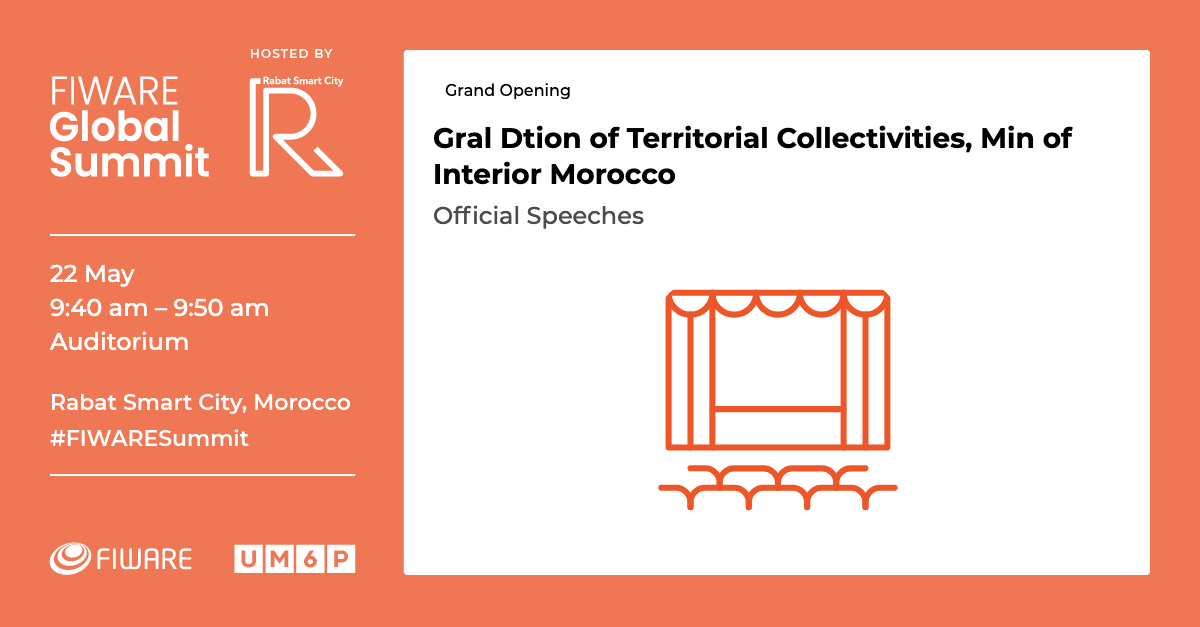 FIWARE
Global
Summit
HOSTED BY
Rabat Smart City
R
22 May
9:40 am – 9:50 am
Auditorium
Rabat Smart City, Morocco
#FIWARESummit
FIWARE
UM6P
Grand Opening
Gral Dtion of Territorial Collectivities, Min of
Interior Morocco
Official Speeches